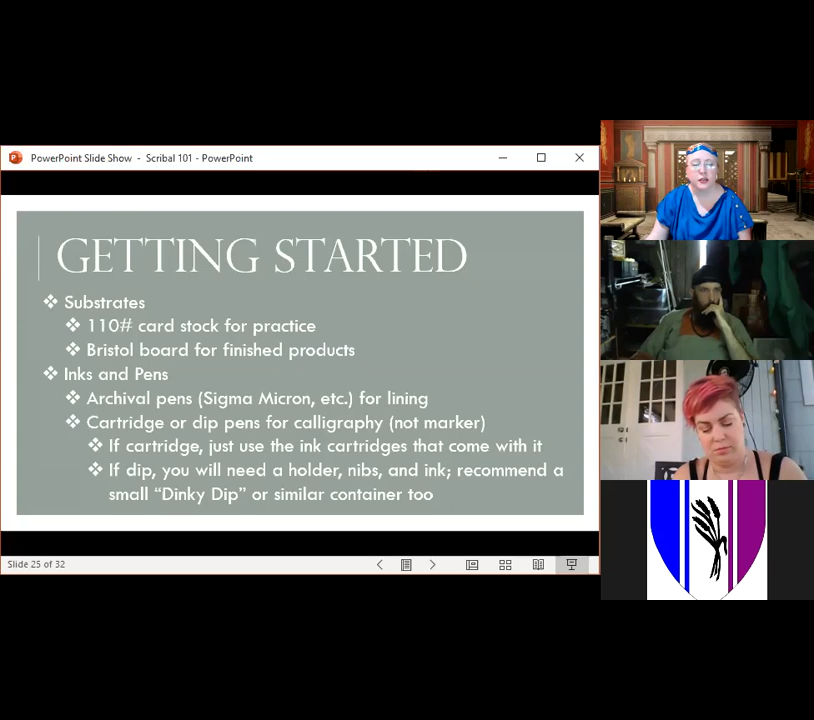 PowerPoint Slide Show - Scribal 101 - PowerPoint
GETTING STARTED
❖ Substrates
❖ 110# card stock for practice
❖ Bristol board for finished products
❖ Inks and Pens
❖ Archival pens (Sigma Micron, etc.) for lining
❖ Cartridge or dip pens for calligraphy (not marker)
❖ If cartridge, just use the ink cartridges that come with it
❖ If dip, you will need a holder, nibs, and ink; recommend a
small “Dinky Dip” or similar container too
Slide 25 of 32